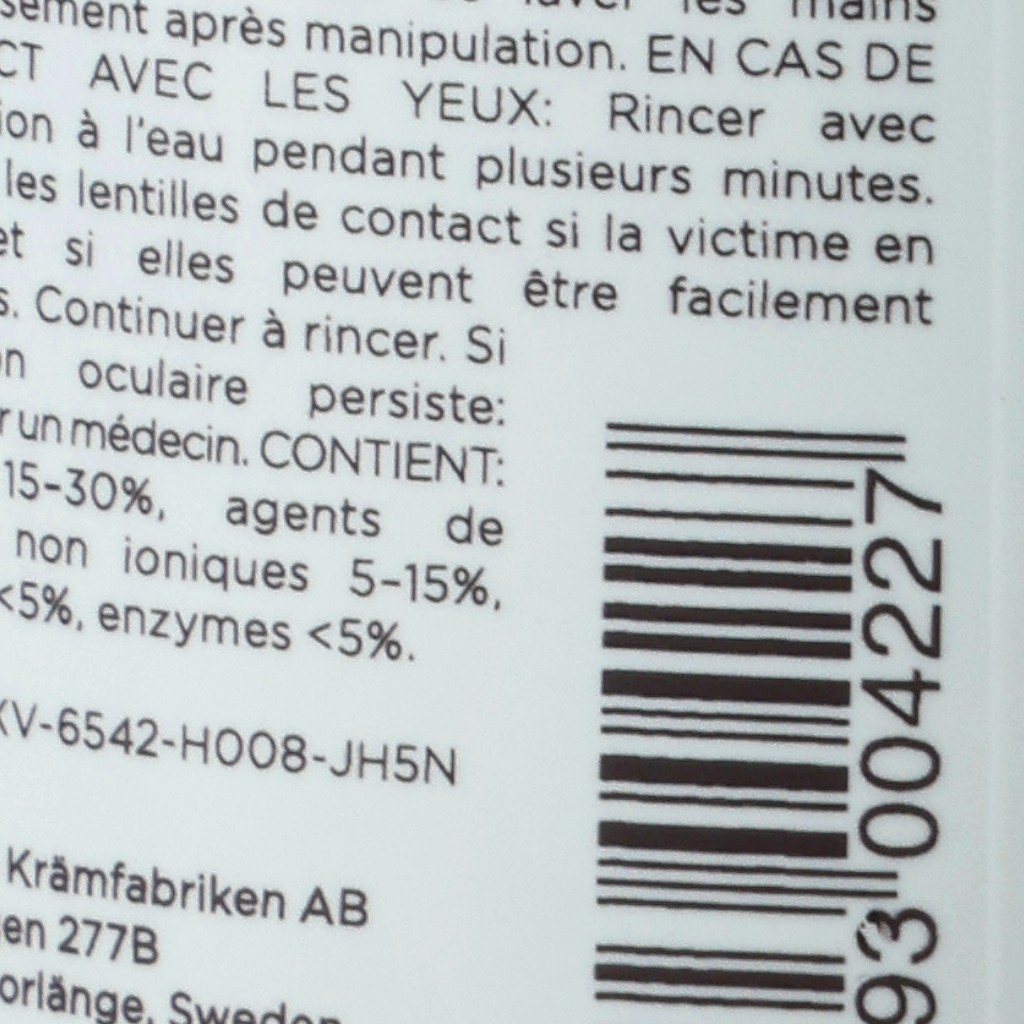 les mains
sement après manipulation. EN CAS DE
CT AVEC LES YEUX: Rincer avec
ion à l'eau pendant plusieurs minutes.
les lentilles de contact si la victime en
et si elles peuvent être facilement
s. Continuer à rincer. Si
on oculaire persiste:
r un médecin. CONTIENT:
15-30%, agents de
non ioniques 5-15%,
<5%, enzymes <5%.
XV-6542-H008-JH5N
Krämfabriken AB
en 277B
orlänge, Sweden
93 004227